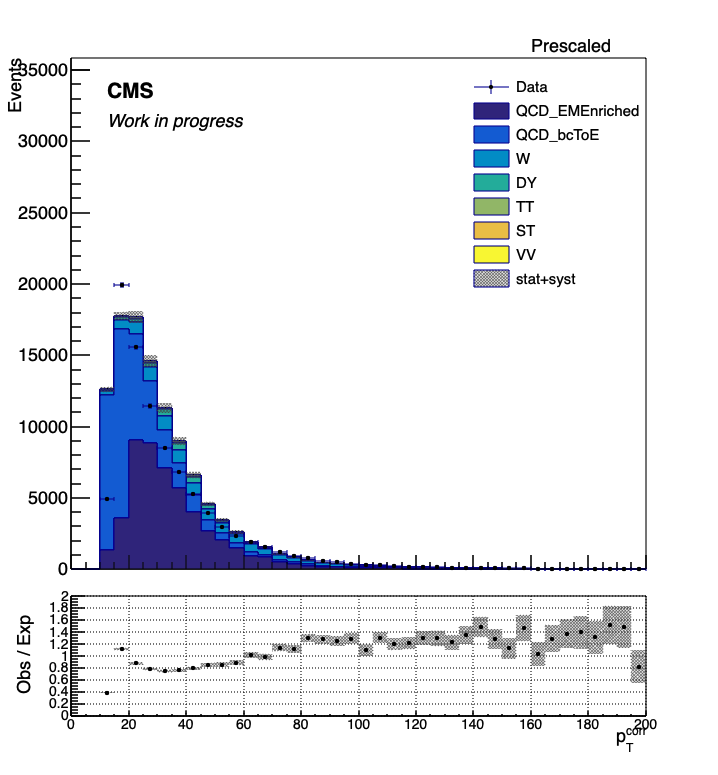 Prescaled
Events
CMS
Work in progress
Data
QCD_EMEnriched
QCD_bcToE
W
DY
TT
ST
VV
stat+syst
35000
30000
25000
20000
15000
10000
5000
0
Obs / Exp
2
1.8
1.6
1.4
1.2
1
0.8
0.6
0.4
0.2
0
0 20 40 60 80 100 120 140 160 180 200
p_T^corr